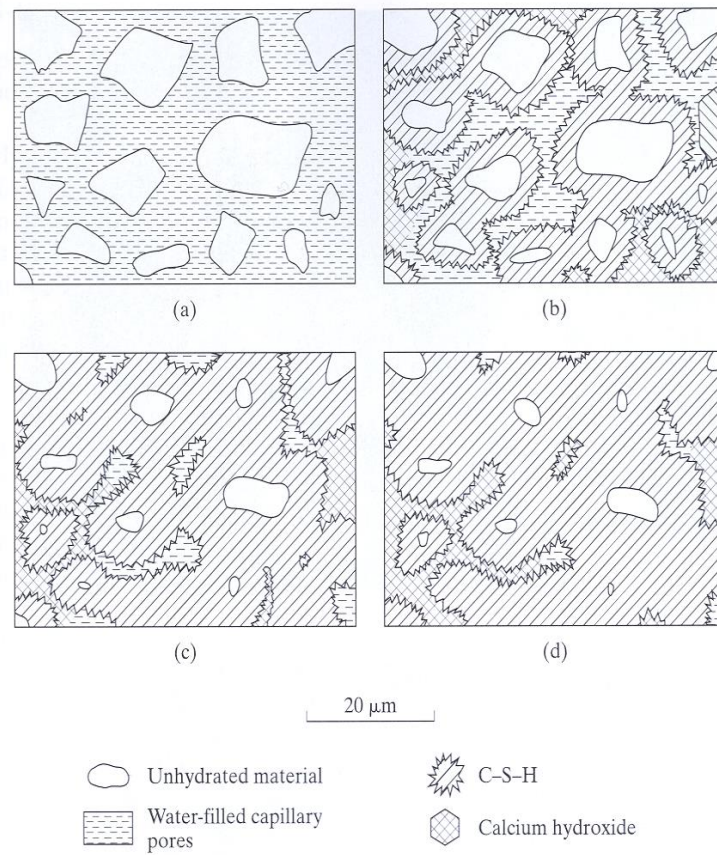 (a)
(b)
(c)
(d)
20 μm
Unhydrated material
C–S–H
Water-filled capillary
pores
Calcium hydroxide